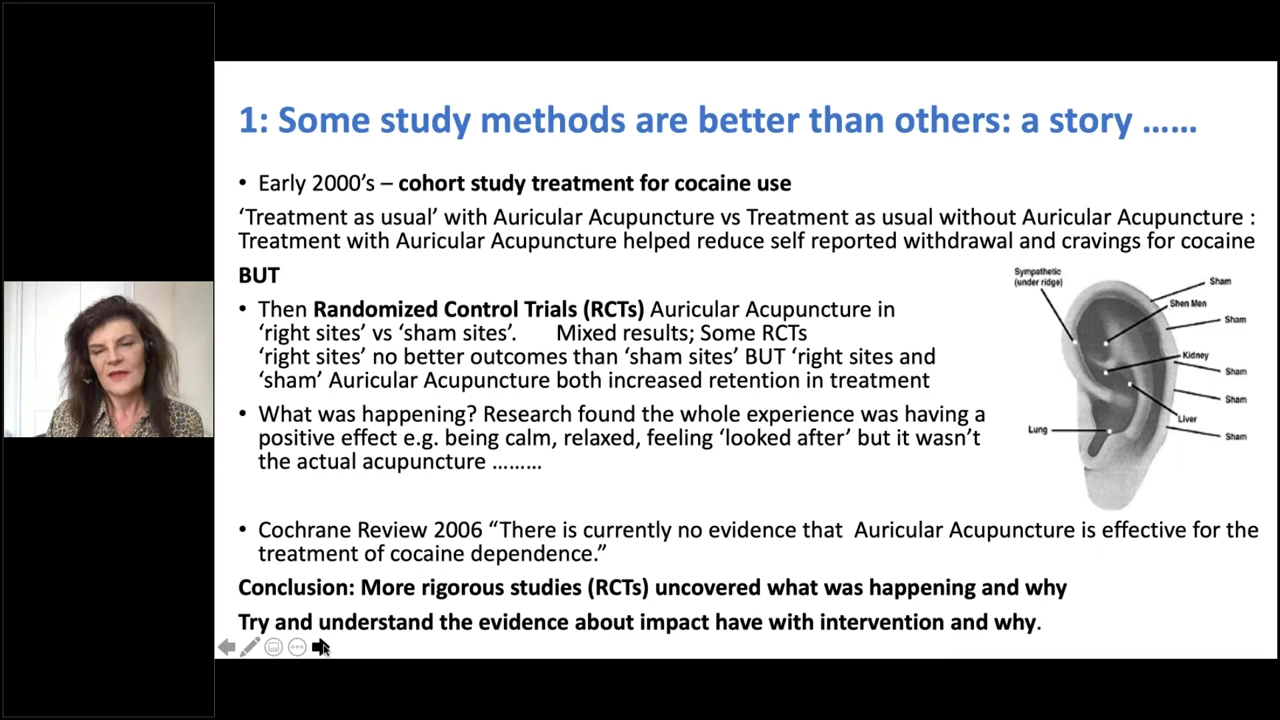 1: Some study methods are better than others: a story ......
• Early 2000's – cohort study treatment for cocaine use
'Treatment as usual' with Auricular Acupuncture vs Treatment as usual without Auricular Acupuncture :
Treatment with Auricular Acupuncture helped reduce self reported withdrawal and cravings for cocaine
BUT
• Then Randomized Control Trials (RCTs) Auricular Acupuncture in
'right sites' vs 'sham sites'. Mixed results; Some RCTs
'right sites' no better outcomes than 'sham sites' BUT 'right sites and
'sham' Auricular Acupuncture both increased retention in treatment
• What was happening? Research found the whole experience was having a
positive effect e.g. being calm, relaxed, feeling 'looked after' but it wasn't
the actual acupuncture .........
Sympathetic
(under ridge)
Sham
Shen Men
Sham
Kidney
Sham
Sham
Liver
Lung
Sham
• Cochrane Review 2006 "There is currently no evidence that Auricular Acupuncture is effective for the
treatment of cocaine dependence."
Conclusion: More rigorous studies (RCTs) uncovered what was happening and why
Try and understand the evidence about impact have with intervention and why.